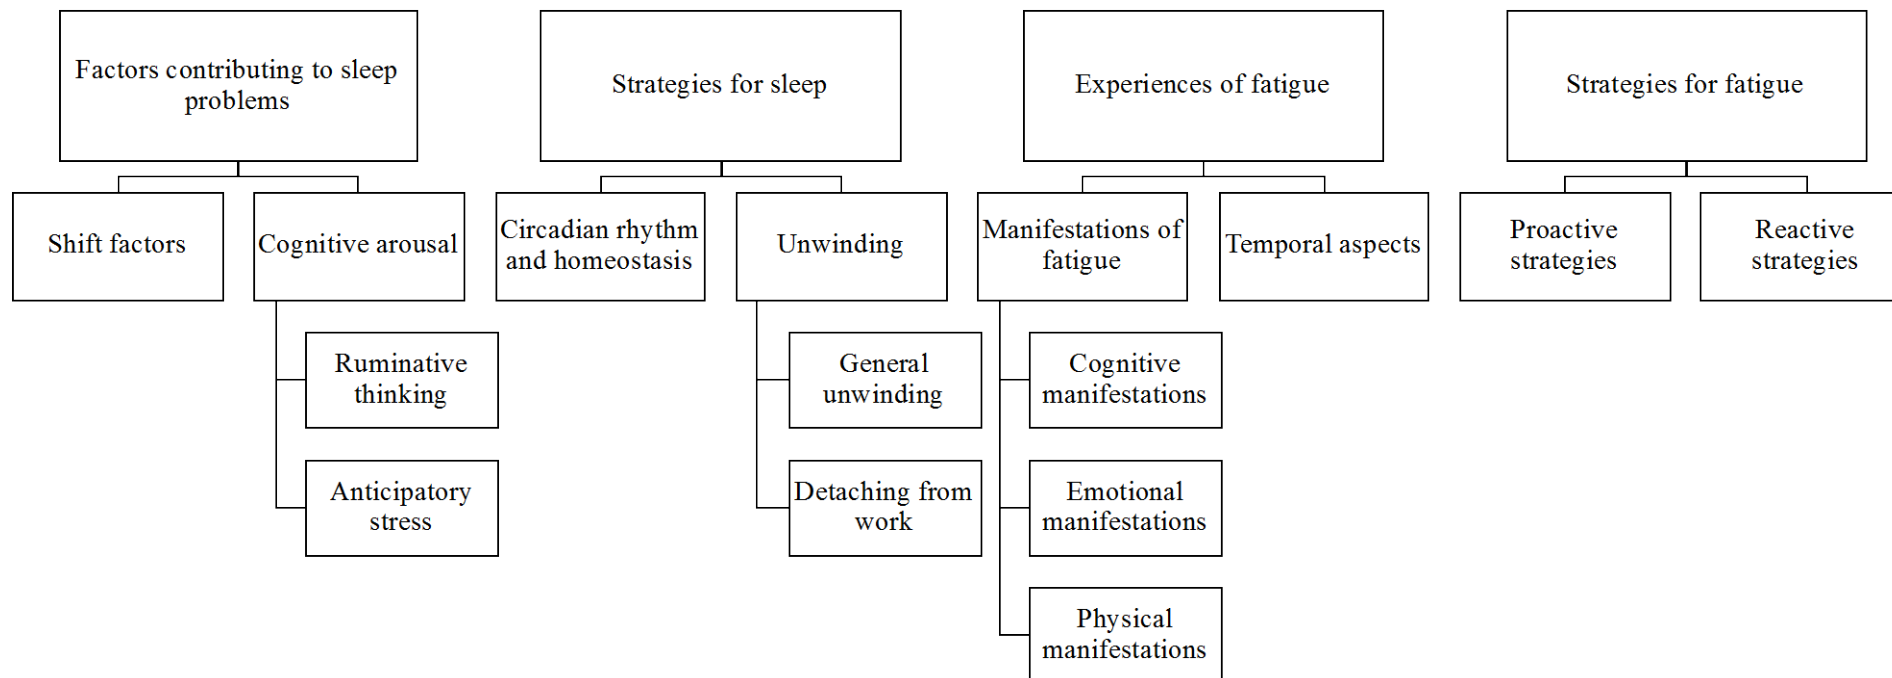 Factors contributing to sleep
problems
Strategies for sleep
Experiences of fatigue
Strategies for fatigue
Shift factors
Cognitive arousal
Circadian rhythm
and homeostasis
Unwinding
Manifestations of
fatigue
Temporal aspects
Proactive
strategies
Reactive
strategies
Ruminative
thinking
General
unwinding
Cognitive
manifestations
Anticipatory
stress
Detaching from
work
Emotional
manifestations
Physical
manifestations